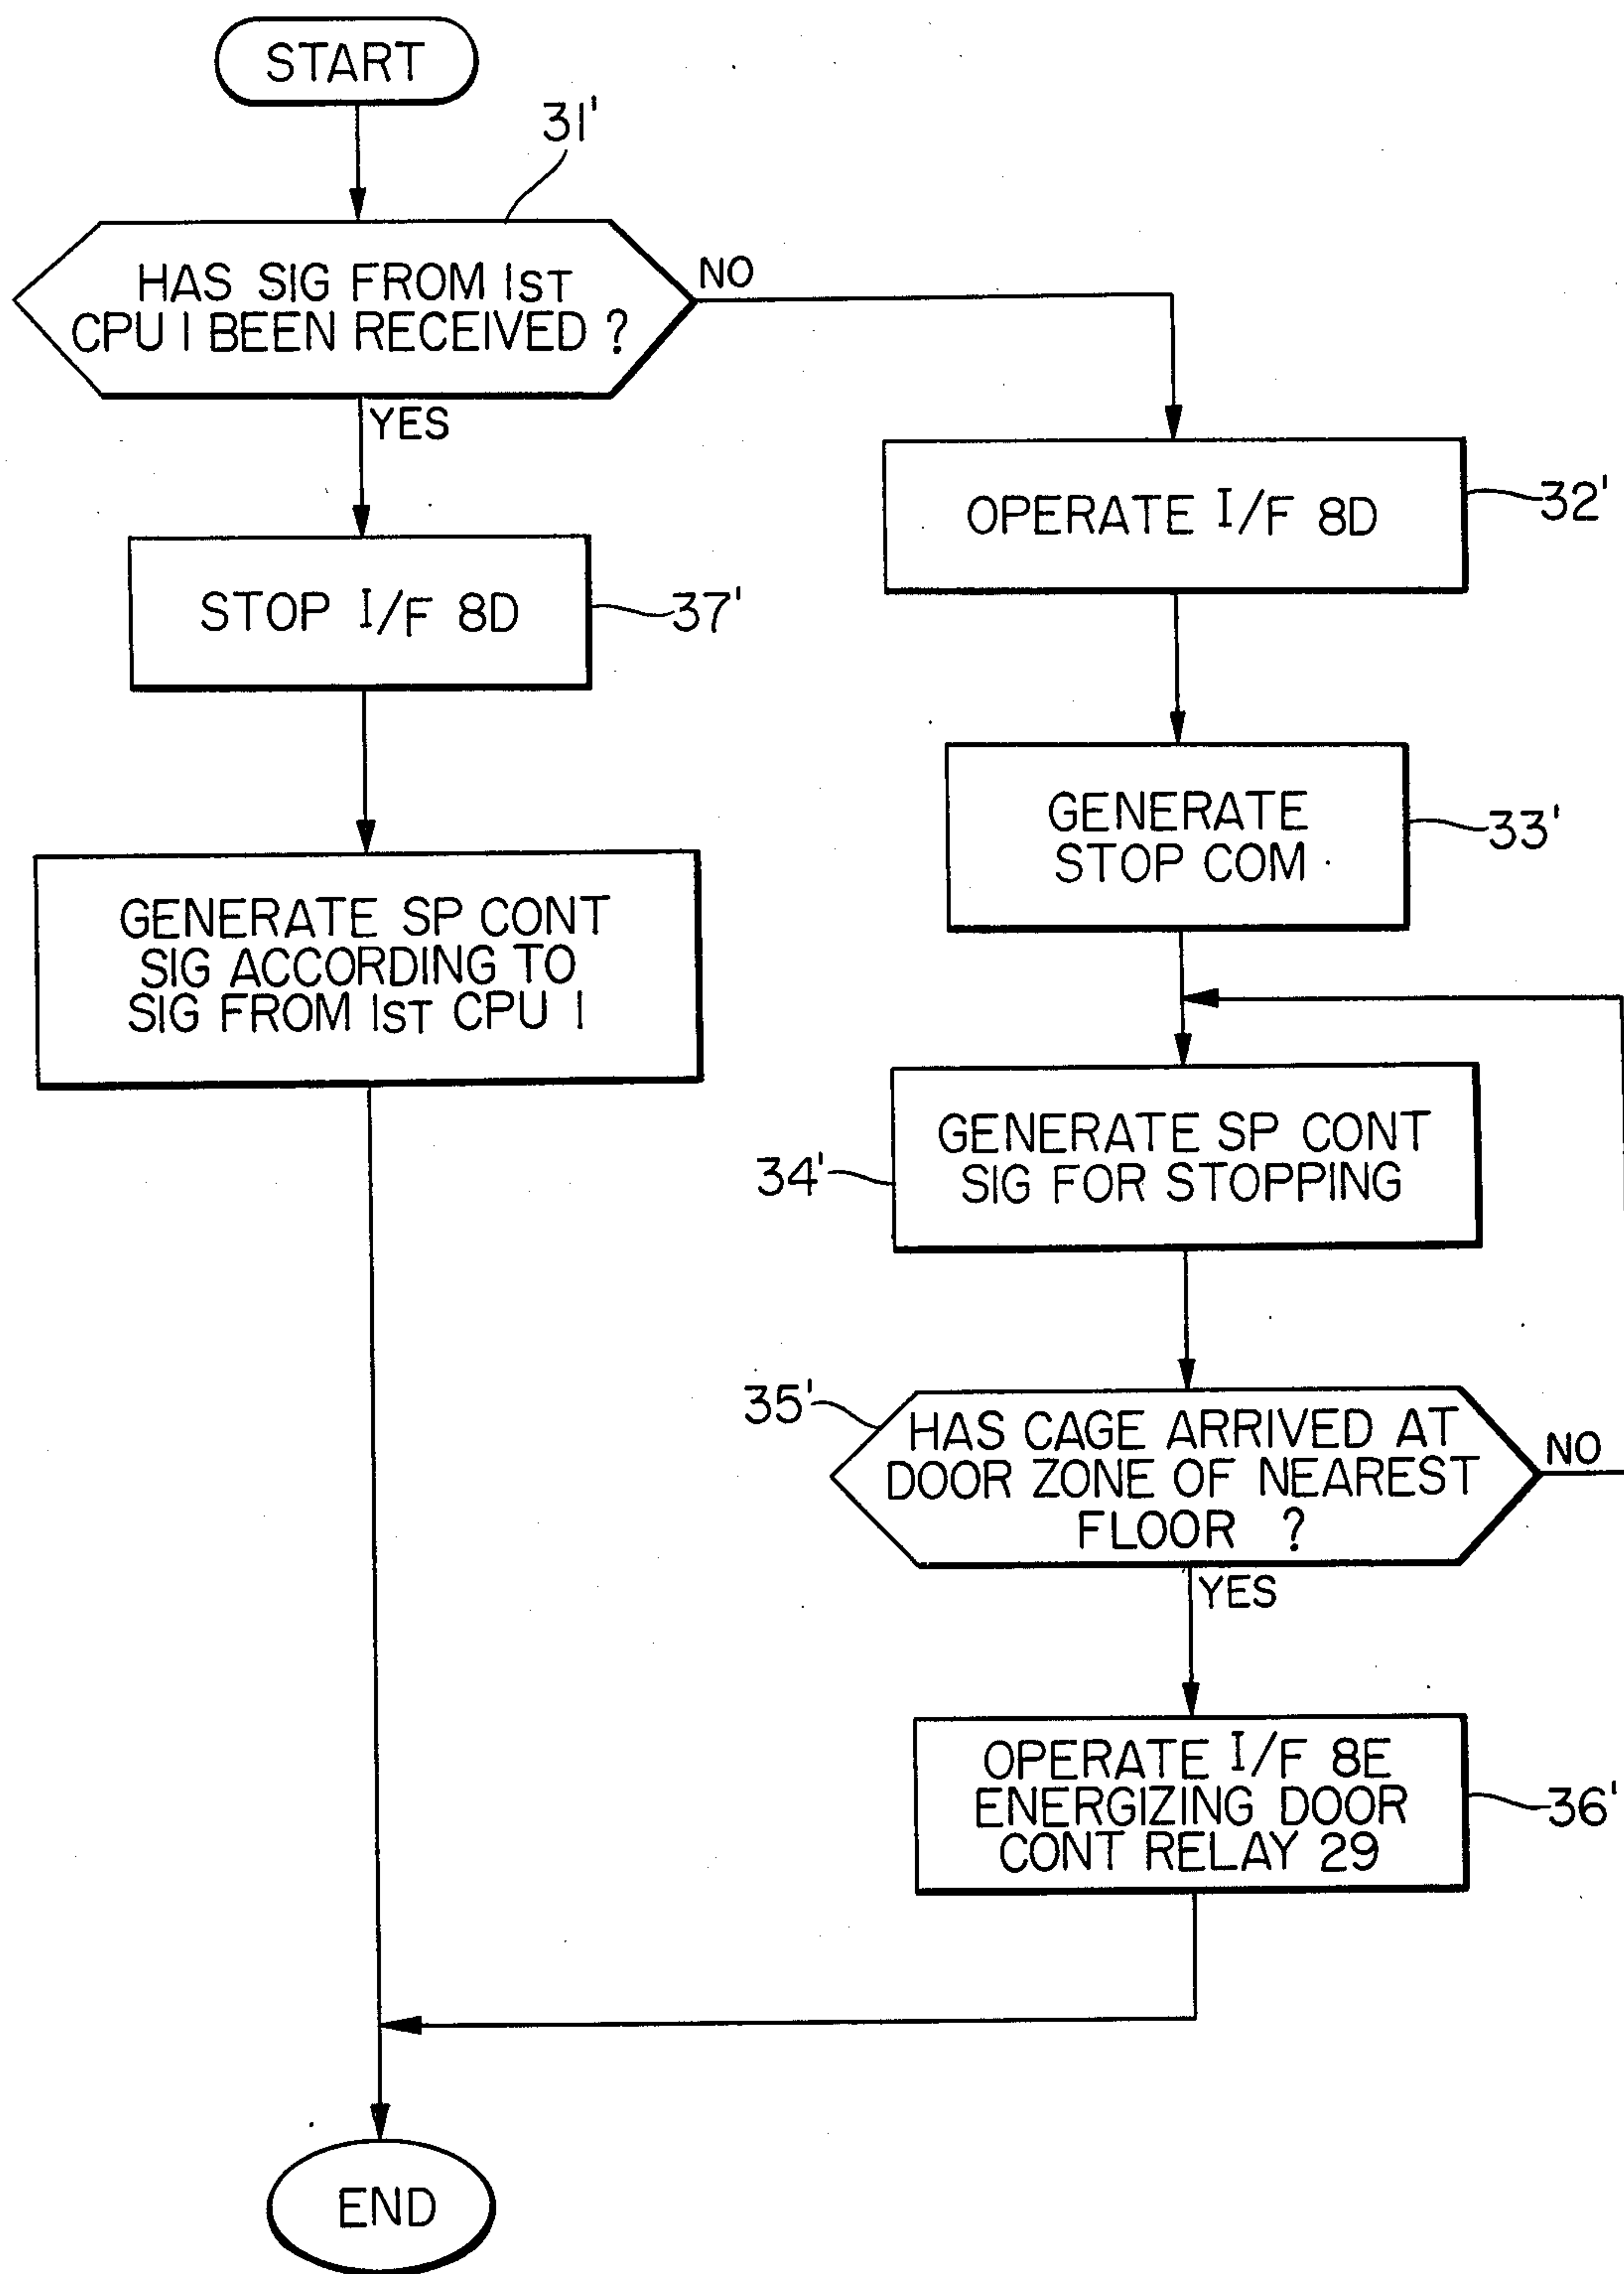 START
31'
HAS SIG FROM 1ST
CPU 1 BEEN RECEIVED ?
NO
YES
STOP I/F 8D
37'
GENERATE SP CONT
SIG ACCORDING TO
SIG FROM 1ST CPU 1
OPERATE I/F 8D
32'
GENERATE
STOP COM
33'
GENERATE SP CONT
SIG FOR STOPPING
34'
35'
HAS CAGE ARRIVED AT
DOOR ZONE OF NEAREST
FLOOR ?
NO
YES
OPERATE I/F 8E
ENERGIZING DOOR
CONT RELAY 29
36'
END